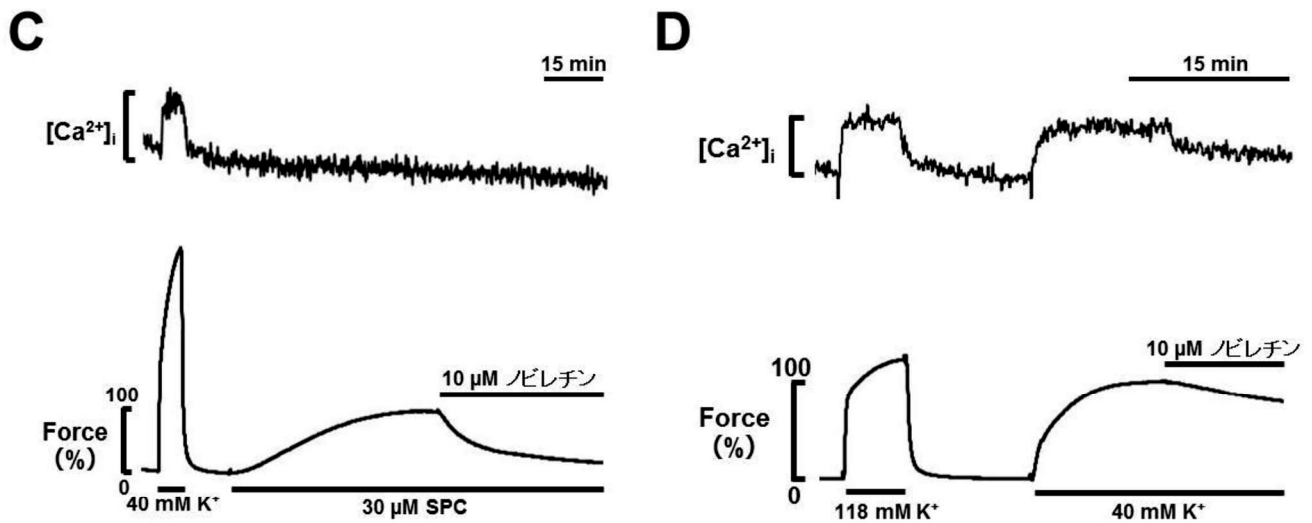 C
15 min
[Ca²⁺]ᵢ
10 µM ノビレチン
100
Force
(%)
0
40 mM K⁺
30 µM SPC
D
15 min
[Ca²⁺]ᵢ
10 µM ノビレチン
100
Force
(%)
0
118 mM K⁺
40 mM K⁺